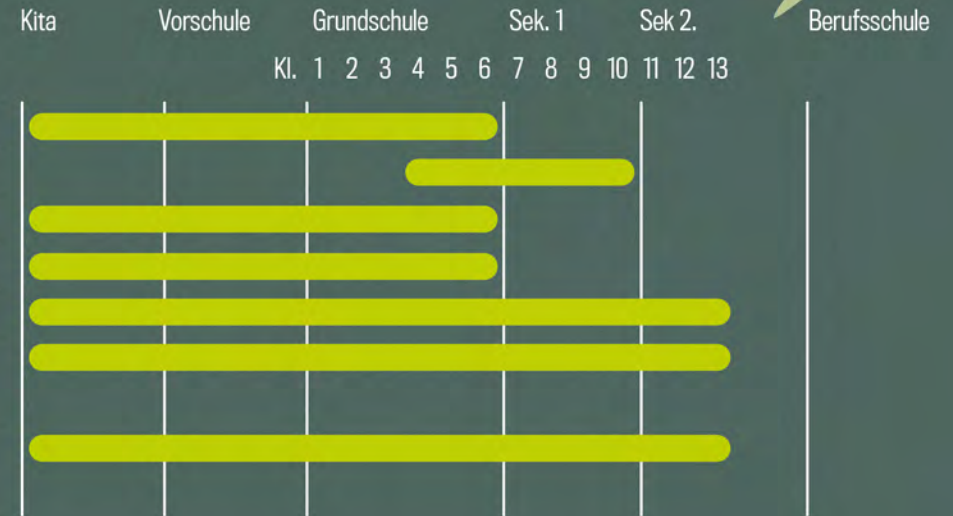 Kita Vorschule Grundschule Sek. 1 Sek 2. Berufsschule
Kl. 1 2 3 4 5 6 7 8 9 10 11 12 13